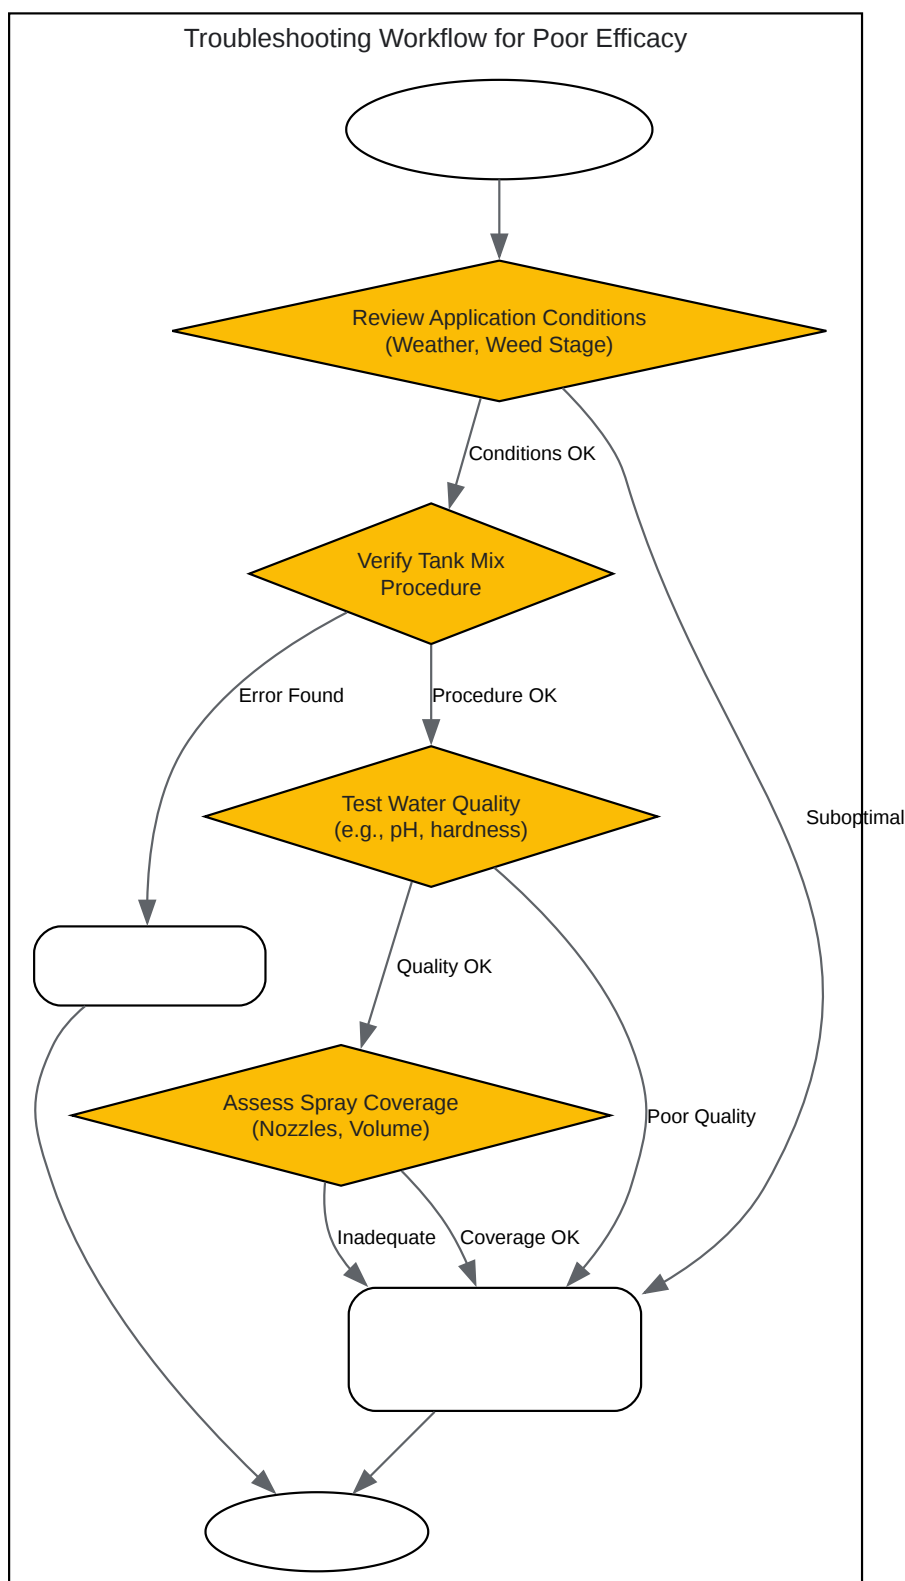 Troubleshooting Workflow for Poor Efficacy
Review Application Conditions
(Weather, Weed Stage)
Conditions OK
Verify Tank Mix
Procedure
Error Found
Procedure OK
Test Water Quality
(e.g., pH, hardness)
Suboptimal
Quality OK
Assess Spray Coverage
(Nozzles, Volume)
Poor Quality
Inadequate
Coverage OK